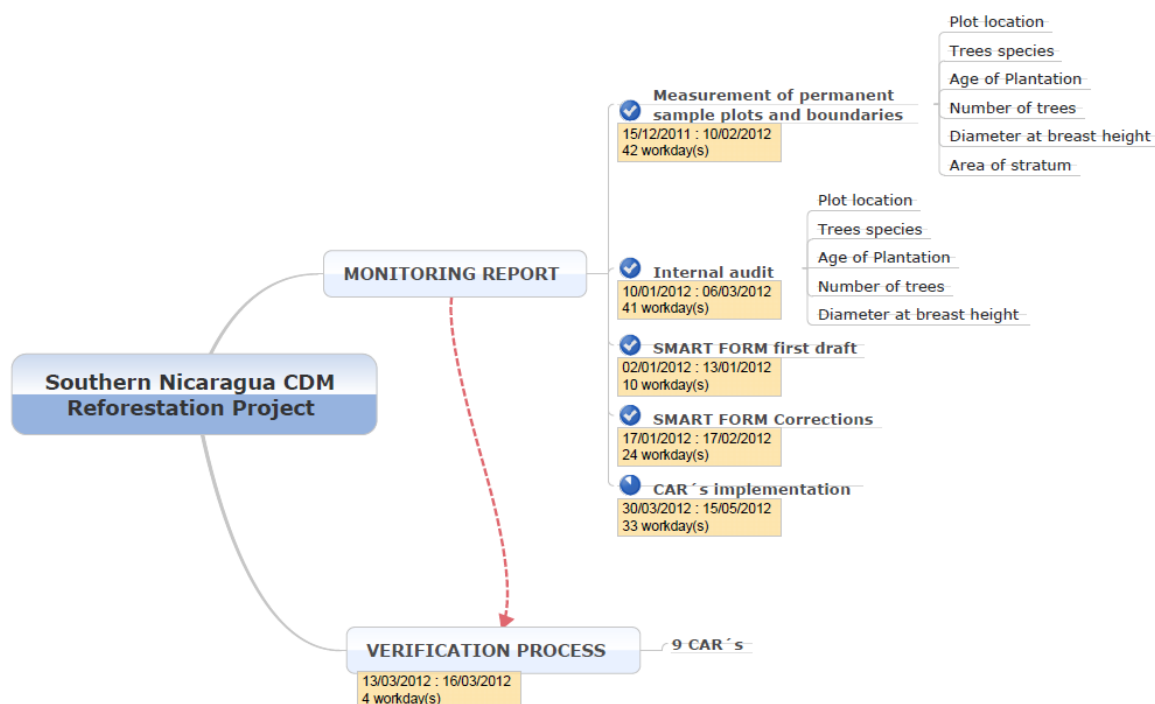 Southern Nicaragua CDM
Reforestation Project
MONITORING REPORT
Measurement of permanent
sample plots and boundaries
15/12/2011 : 10/02/2012
42 workday(s)
Plot location
Trees species
Age of Plantation
Number of trees
Diameter at breast height
Area of stratum
Internal audit
10/01/2012 : 06/03/2012
41 workday(s)
Plot location
Trees species
Age of Plantation
Number of trees
Diameter at breast height
SMART FORM first draft
02/01/2012 : 13/01/2012
10 workday(s)
SMART FORM Corrections
17/01/2012 : 17/02/2012
24 workday(s)
CAR´s implementation
30/03/2012 : 15/05/2012
33 workday(s)
VERIFICATION PROCESS
13/03/2012 : 16/03/2012
4 workday(s)
9 CAR´s